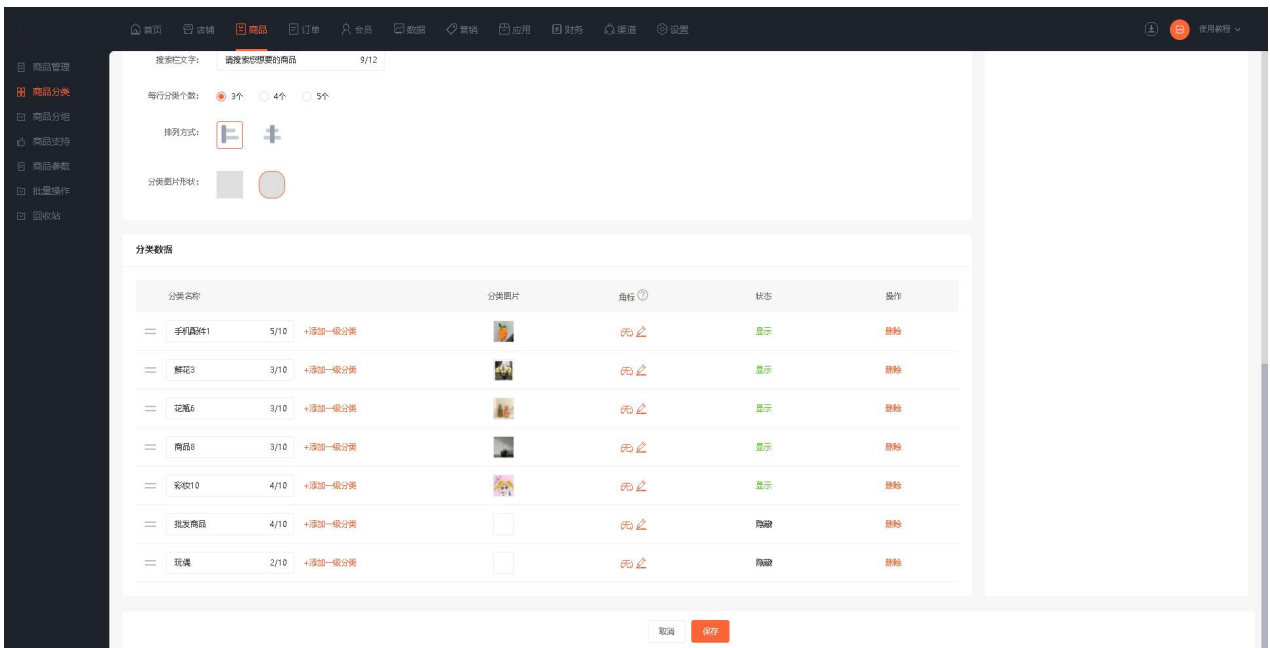 首页 店铺 商品 订单 会员 数据 营销 应用 财务 渠道 设置 使用教程
商品管理
商品分类
商品分组
商品支持
商品参数
批量操作
回收站
搜索栏文字: 请搜索您想要的商品 9/12
每行分类个数: 3个 4个 5个
排列方式:
分类图片形状:
分类数据
分类名称 分类图片 角标 状态 操作
手机配件1 5/10 +添加一级分类 显示 删除
鲜花3 3/10 +添加一级分类 显示 删除
花瓶6 3/10 +添加一级分类 显示 删除
商品8 3/10 +添加一级分类 显示 删除
彩妆10 4/10 +添加一级分类 显示 删除
批发商品 4/10 +添加一级分类 隐藏 删除
玩偶 2/10 +添加一级分类 隐藏 删除
取消 保存